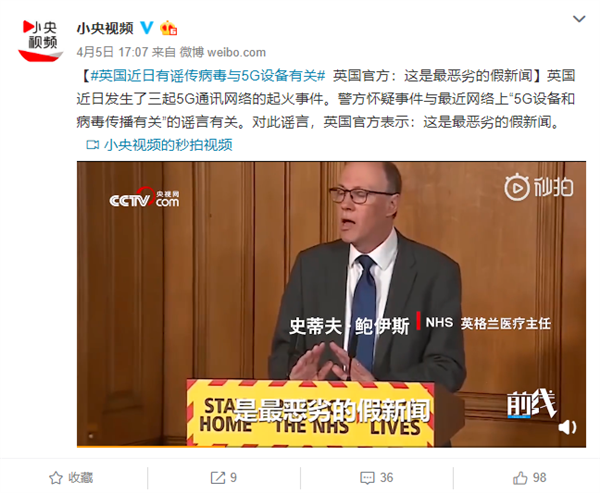 小央
视频
小央视频
4月5日 17:07 来自 微博 weibo.com
【#英国近日有谣传病毒与5G设备有关# 英国官方：这是最恶劣的假新闻】英国
近日发生了三起5G通讯网络的起火事件。警方怀疑事件与最近网络上“5G设备和
病毒传播有关”的谣言有关。对此谣言，英国官方表示：这是最恶劣的假新闻。
小央视频的秒拍视频
CCTV 央视网
com
秒拍
史蒂夫·鲍伊斯 NHS 英格兰医疗主任
STAY
HOME THE NHS LIVES
是最恶劣的假新闻
前线
收藏 9 36 98